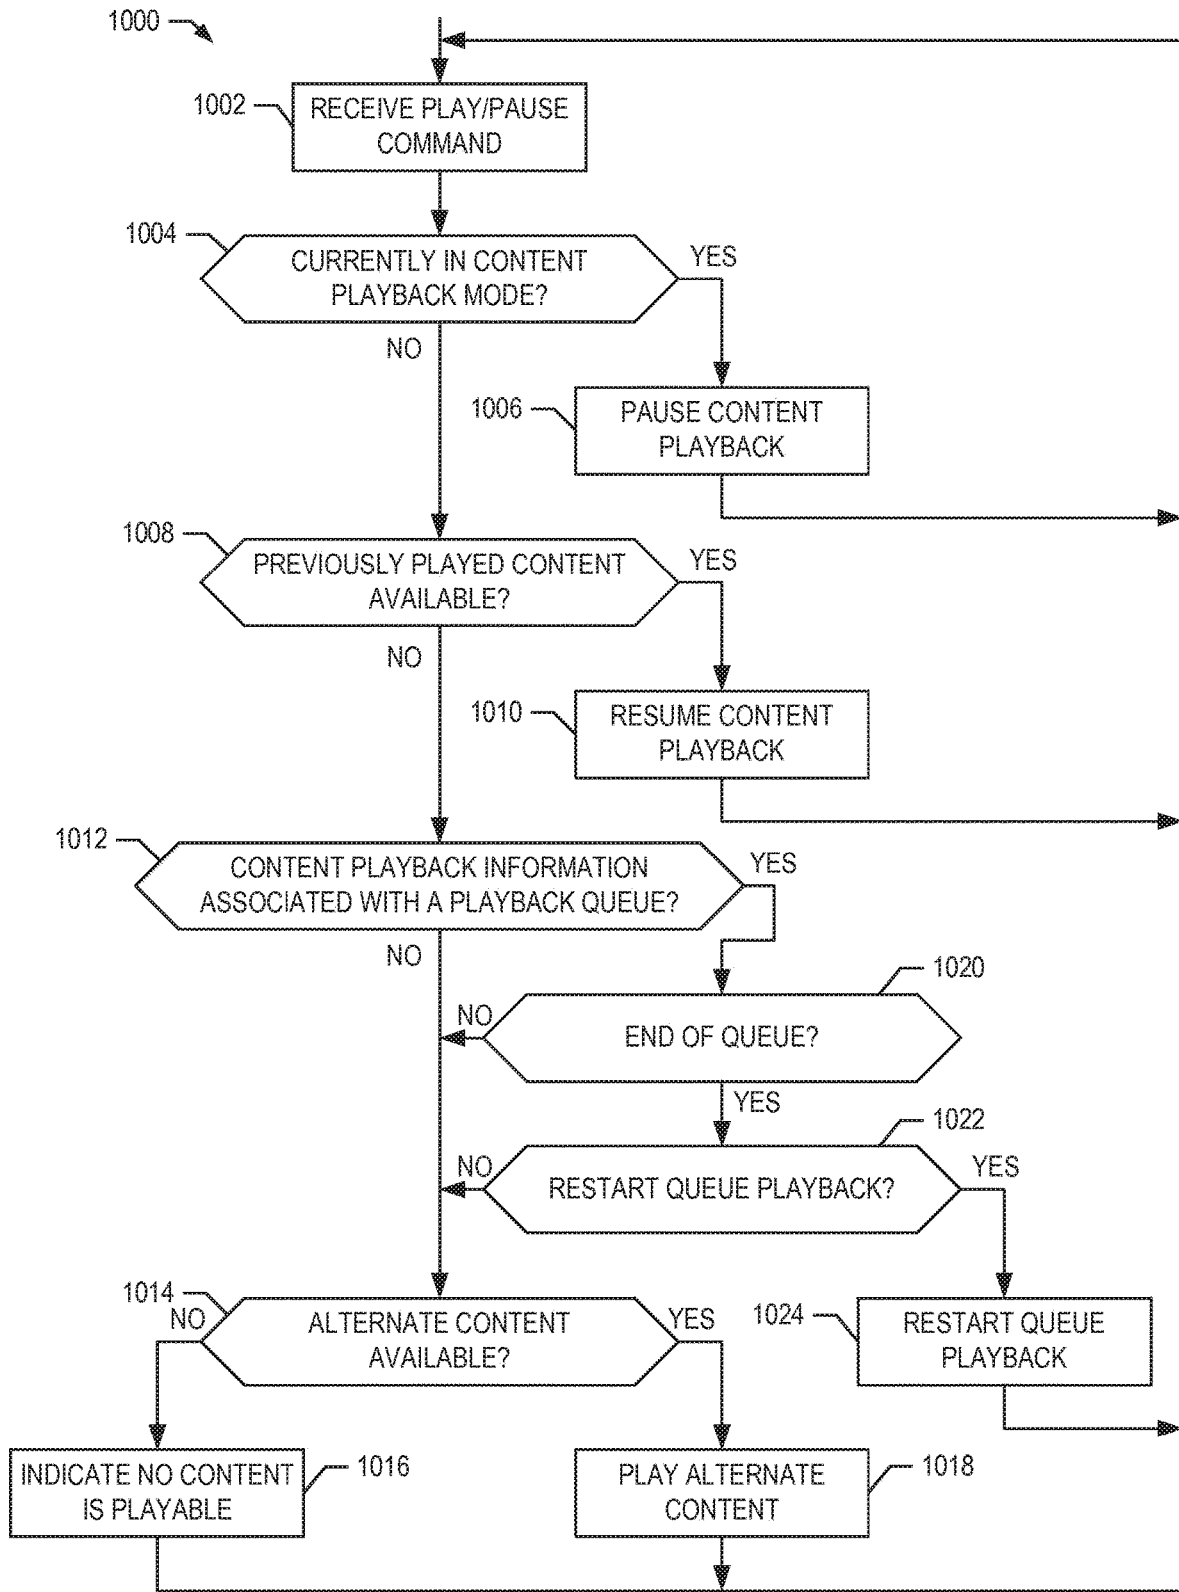 1000
1002
RECEIVE PLAY/PAUSE
COMMAND
1004
CURRENTLY IN CONTENT
PLAYBACK MODE?
YES
NO
1006
PAUSE CONTENT
PLAYBACK
1008
PREVIOUSLY PLAYED CONTENT
AVAILABLE?
YES
NO
1010
RESUME CONTENT
PLAYBACK
1012
CONTENT PLAYBACK INFORMATION
ASSOCIATED WITH A PLAYBACK QUEUE?
YES
NO
1020
NO
END OF QUEUE?
YES
1022
NO
RESTART QUEUE PLAYBACK?
YES
1014
NO
ALTERNATE CONTENT
AVAILABLE?
YES
1024
RESTART QUEUE
PLAYBACK
INDICATE NO CONTENT
IS PLAYABLE
1016
PLAY ALTERNATE
CONTENT
1018